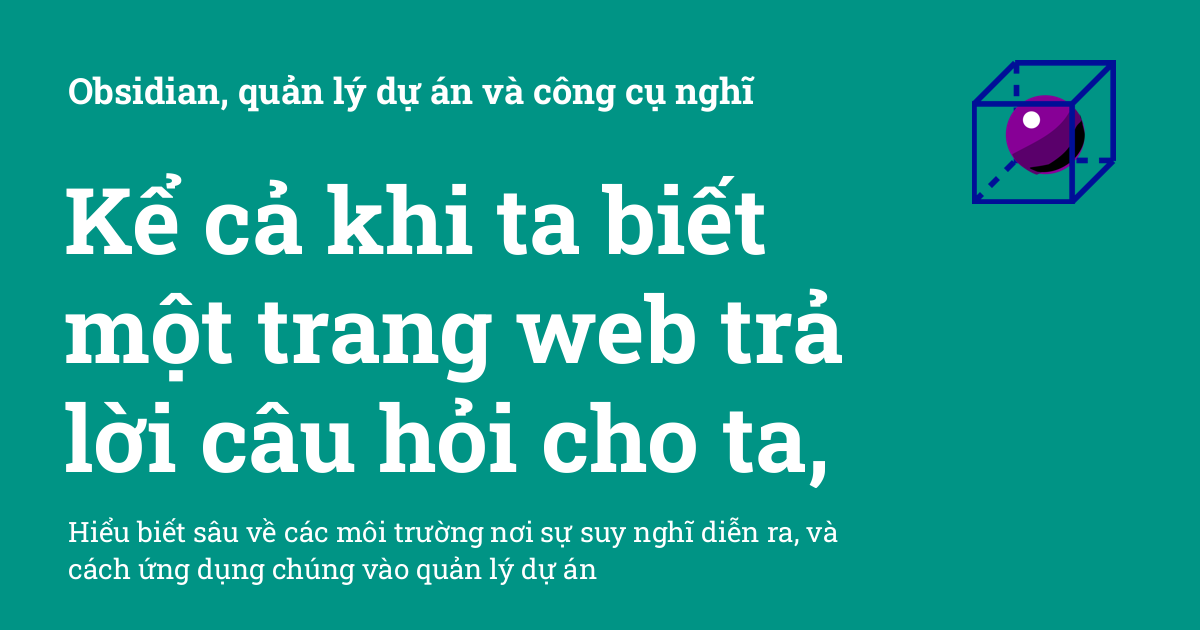 Obsidian, quản lý dự án và công cụ nghĩ
Kể cả khi ta biết
một trang web trả
lời câu hỏi cho ta,
Hiểu biết sâu về các môi trường nơi sự suy nghĩ diễn ra, và
cách ứng dụng chúng vào quản lý dự án